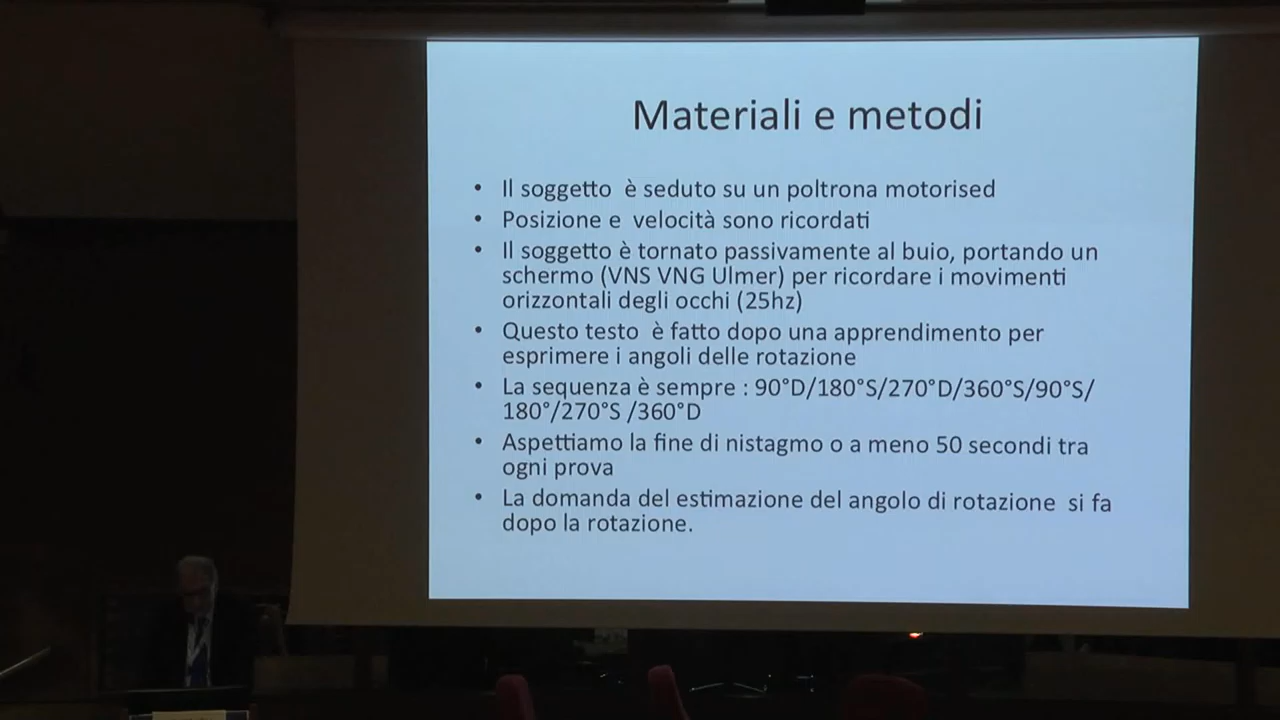 Materiali e metodi
• Il soggetto è seduto su un poltrona motorised
• Posizione e velocità sono ricordati
• Il soggetto è tornato passivamente al buio, portando un
schermo (VNS VNG Ulmer) per ricordare i movimenti
orizzontali degli occhi (25hz)
• Questo testo è fatto dopo una apprendimento per
esprimere i angoli delle rotazione
• La sequenza è sempre : 90°D/180°S/270°D/360°S/90°S/
180°/270°S /360°D
• Aspettiamo la fine di nistagmo o a meno 50 secondi tra
ogni prova
• La domanda del estimazione del angolo di rotazione si fa
dopo la rotazione.